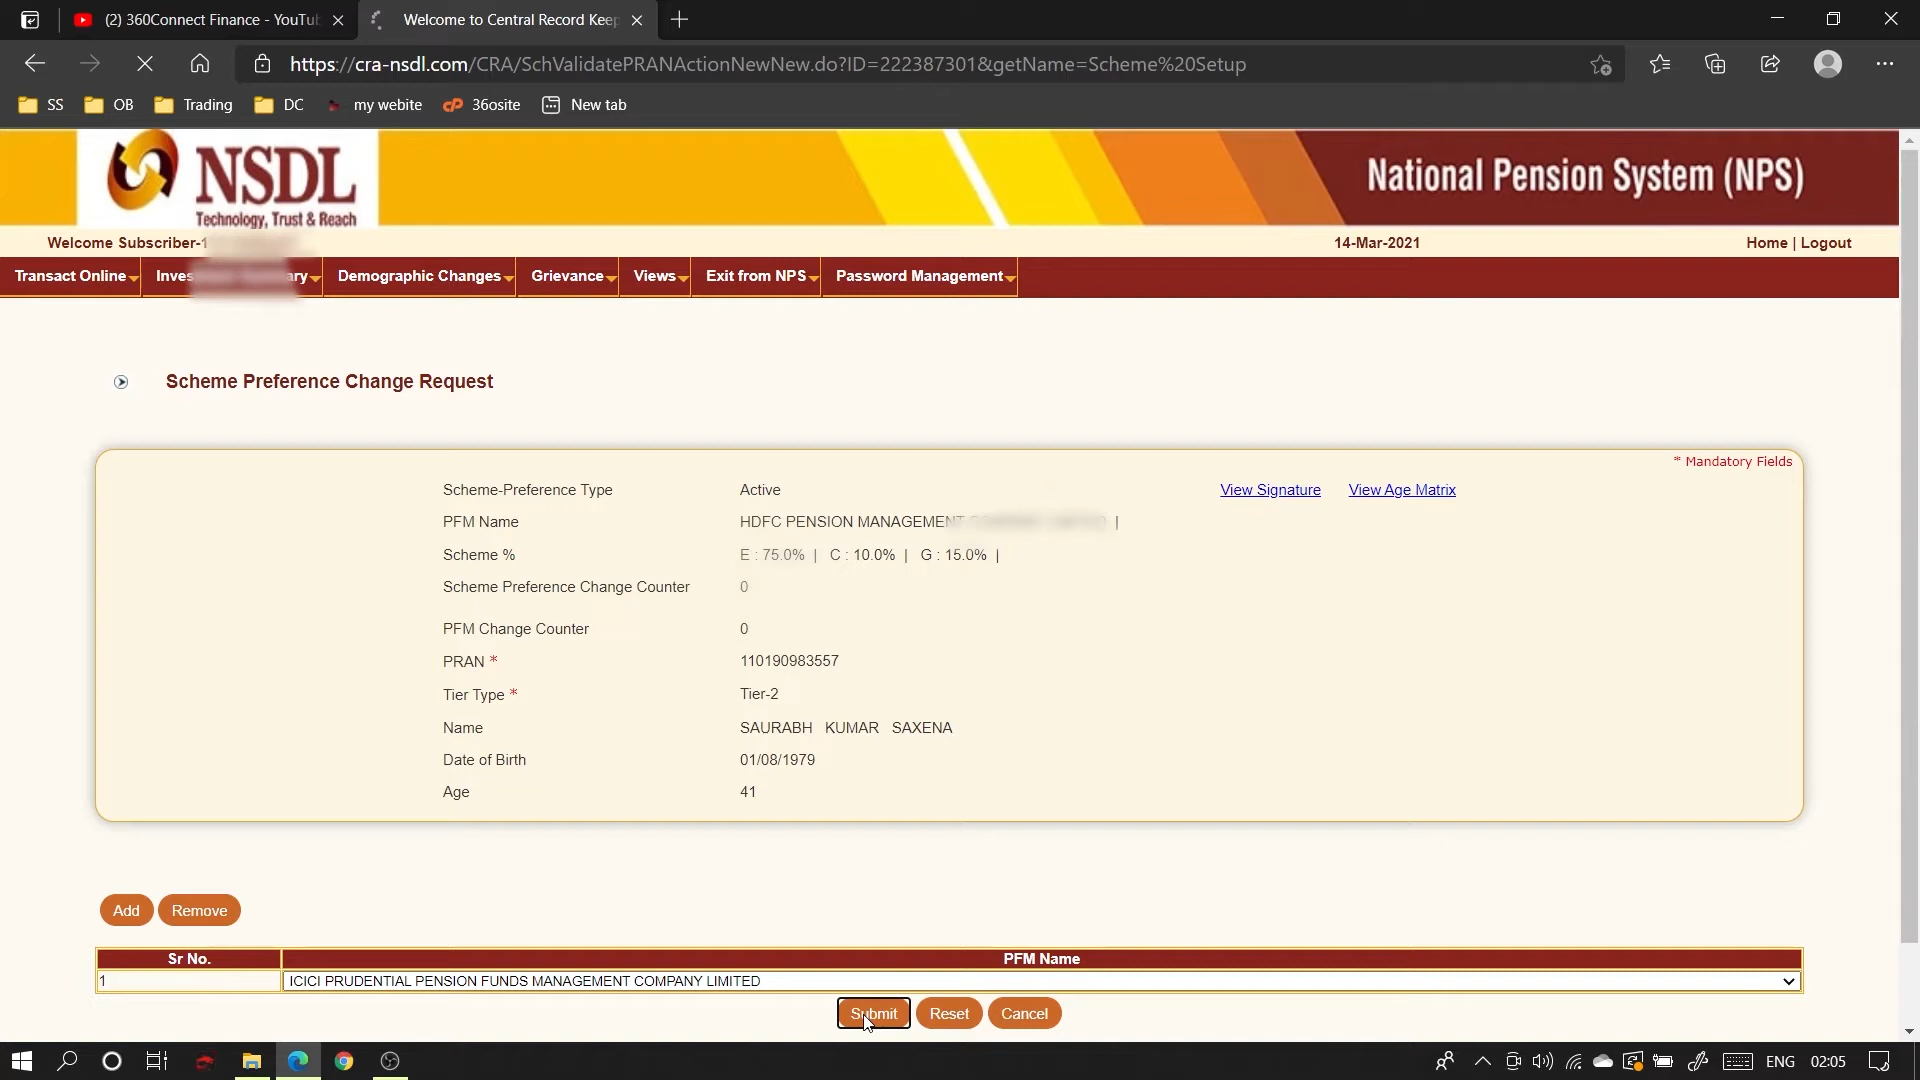 (2) 360Connect Finance - YouTu
Welcome to Central Record Keep
https://cra-nsdl.com/CRA/SchValidatePRANActionNewNew.do?ID=222387301&getName=Scheme%20Setup
SS OB Trading DC my webite 36osite New tab
NSDL
Technology, Trust & Reach
National Pension System (NPS)
Welcome Subscriber-1
14-Mar-2021
Home | Logout
Transact Online Demographic Changes Grievance Views Exit from NPS Password Management
Scheme Preference Change Request
* Mandatory Fields
Scheme-Preference Type Active View Signature View Age Matrix
PFM Name HDFC PENSION MANAGEMENT |
Scheme % E : 75.0% | C : 10.0% | G : 15.0% |
Scheme Preference Change Counter 0
PFM Change Counter 0
PRAN * 110190983557
Tier Type * Tier-2
Name SAURABH KUMAR SAXENA
Date of Birth 01/08/1979
Age 41
Add Remove
Sr No. PFM Name
1 ICICI PRUDENTIAL PENSION FUNDS MANAGEMENT COMPANY LIMITED
Submit Reset Cancel
ENG 02:05